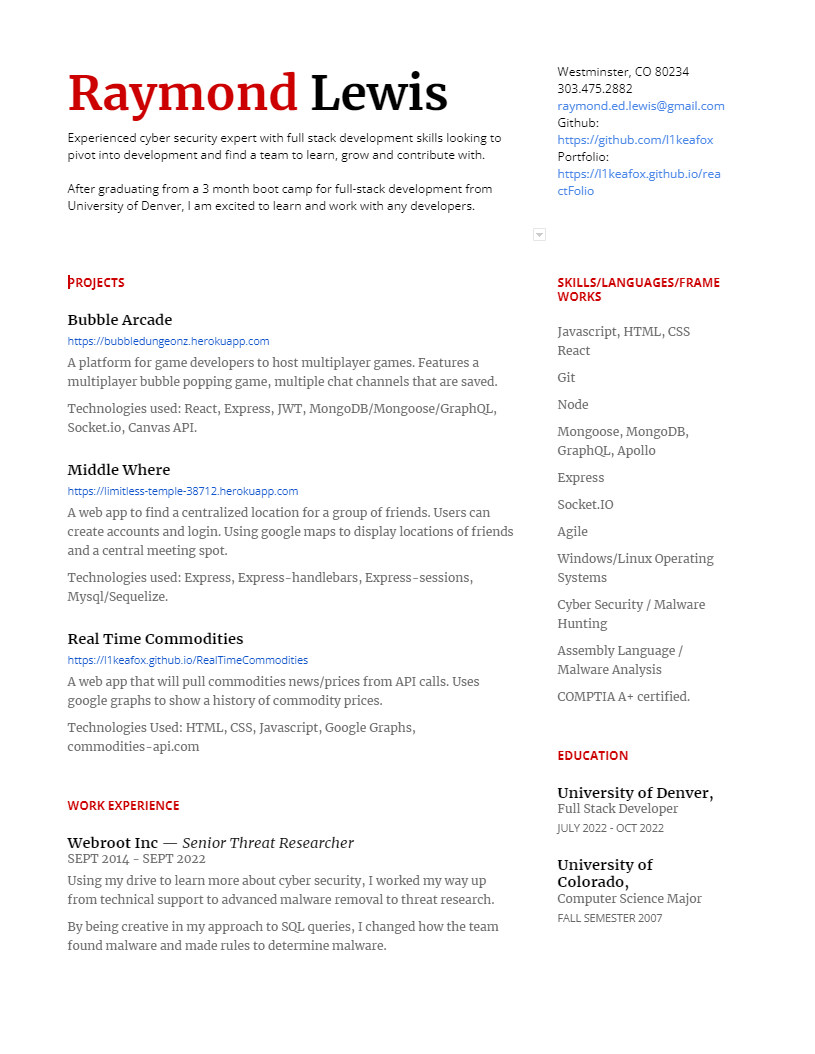 Raymond Lewis
Experienced cyber security expert with full stack development skills looking to
pivot into development and find a team to learn, grow and contribute with.
After graduating from a 3 month boot camp for full-stack development from
University of Denver, I am excited to learn and work with any developers.
Westminster, CO 80234
303.475.2882
raymond.ed.lewis@gmail.com
Github:
https://github.com/l1keafox
Portfolio:
https://l1keafox.github.io/rea
ctFolio
PROJECTS
Bubble Arcade
https://bubbledungeonz.herokuapp.com
A platform for game developers to host multiplayer games. Features a
multiplayer bubble popping game, multiple chat channels that are saved.
Technologies used: React, Express, JWT, MongoDB/Mongoose/GraphQL,
Socket.io, Canvas API.
Middle Where
https://limitless-temple-38712.herokuapp.com
A web app to find a centralized location for a group of friends. Users can
create accounts and login. Using google maps to display locations of friends
and a central meeting spot.
Technologies used: Express, Express-handlebars, Express-sessions,
Mysql/Sequelize.
Real Time Commodities
https://l1keafox.github.io/RealTimeCommodities
A web app that will pull commodities news/prices from API calls. Uses
google graphs to show a history of commodity prices.
Technologies Used: HTML, CSS, Javascript, Google Graphs,
commodities-api.com
WORK EXPERIENCE
Webroot Inc — Senior Threat Researcher
SEPT 2014 - SEPT 2022
Using my drive to learn more about cyber security, I worked my way up
from technical support to advanced malware removal to threat research.
By being creative in my approach to SQL queries, I changed how the team
found malware and made rules to determine malware.
SKILLS/LANGUAGES/FRAME
WORKS
Javascript, HTML, CSS
React
Git
Node
Mongoose, MongoDB,
GraphQL, Apollo
Express
Socket.IO
Agile
Windows/Linux Operating
Systems
Cyber Security / Malware
Hunting
Assembly Language /
Malware Analysis
COMPTIA A+ certified.
EDUCATION
University of Denver,
Full Stack Developer
JULY 2022 - OCT 2022
University of
Colorado,
Computer Science Major
FALL SEMESTER 2007